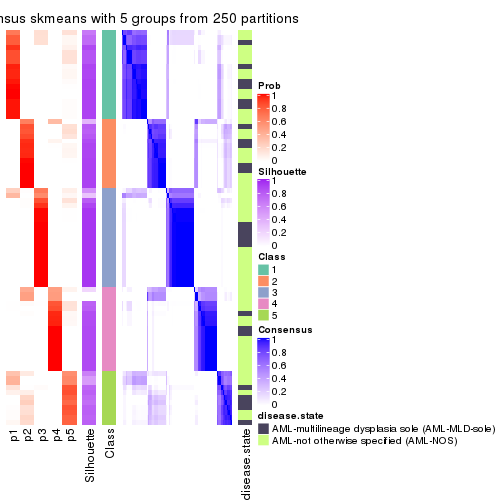 nsus skmeans with 5 groups from 250 partitions
Prob
1
0.8
0.6
0.4
0.2
0
Silhouette
1
0.8
0.6
0.4
0.2
0
Class
1
2
3
4
5
Consensus
1
0.8
0.6
0.4
0.2
0
disease.state
AML-multilineage dysplasia sole (AML-MLD-sole)
AML-not otherwise specified (AML-NOS)
p1
p2
p3
p4
p5
Silhouette
Class
disease.state